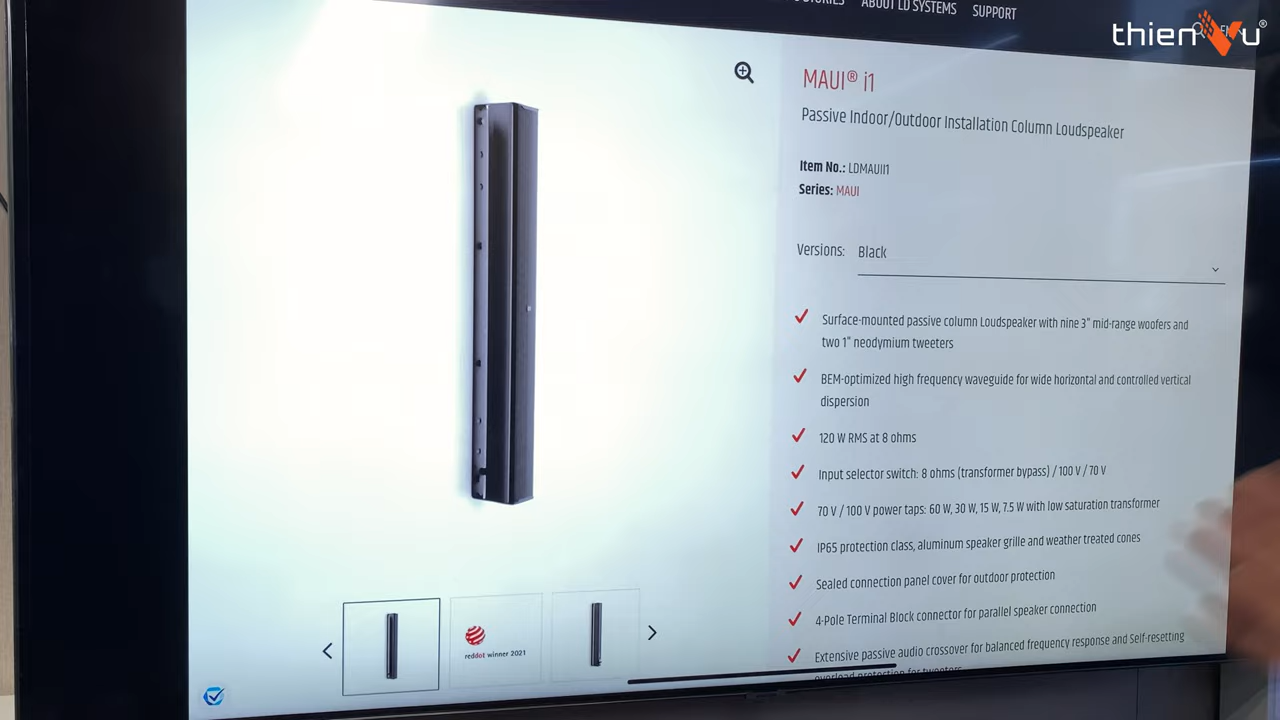 ABOUT LD SYSTEMS
SUPPORT
thien vu®
MAUI® i1
Passive Indoor/Outdoor Installation Column Loudspeaker
Item No.: LDMAUII1
Series: MAUI
Versions: Black
Surface-mounted passive column Loudspeaker with nine 3" mid-range woofers and
two 1" neodymium tweeters
BEM-optimized high frequency waveguide for wide horizontal and controlled vertical
dispersion
120 W RMS at 8 ohms
Input selector switch: 8 ohms (transformer bypass) / 100 V / 70 V
70 V / 100 V power taps: 60 W, 30 W, 15 W, 7.5 W with low saturation transformer
IP65 protection class, aluminum speaker grille and weather treated cones
Sealed connection panel cover for outdoor protection
4-Pole Terminal Block connector for parallel speaker connection
Extensive passive audio crossover for balanced frequency response and Self-resetting
overload protection for tweeters
reddot winner 2021